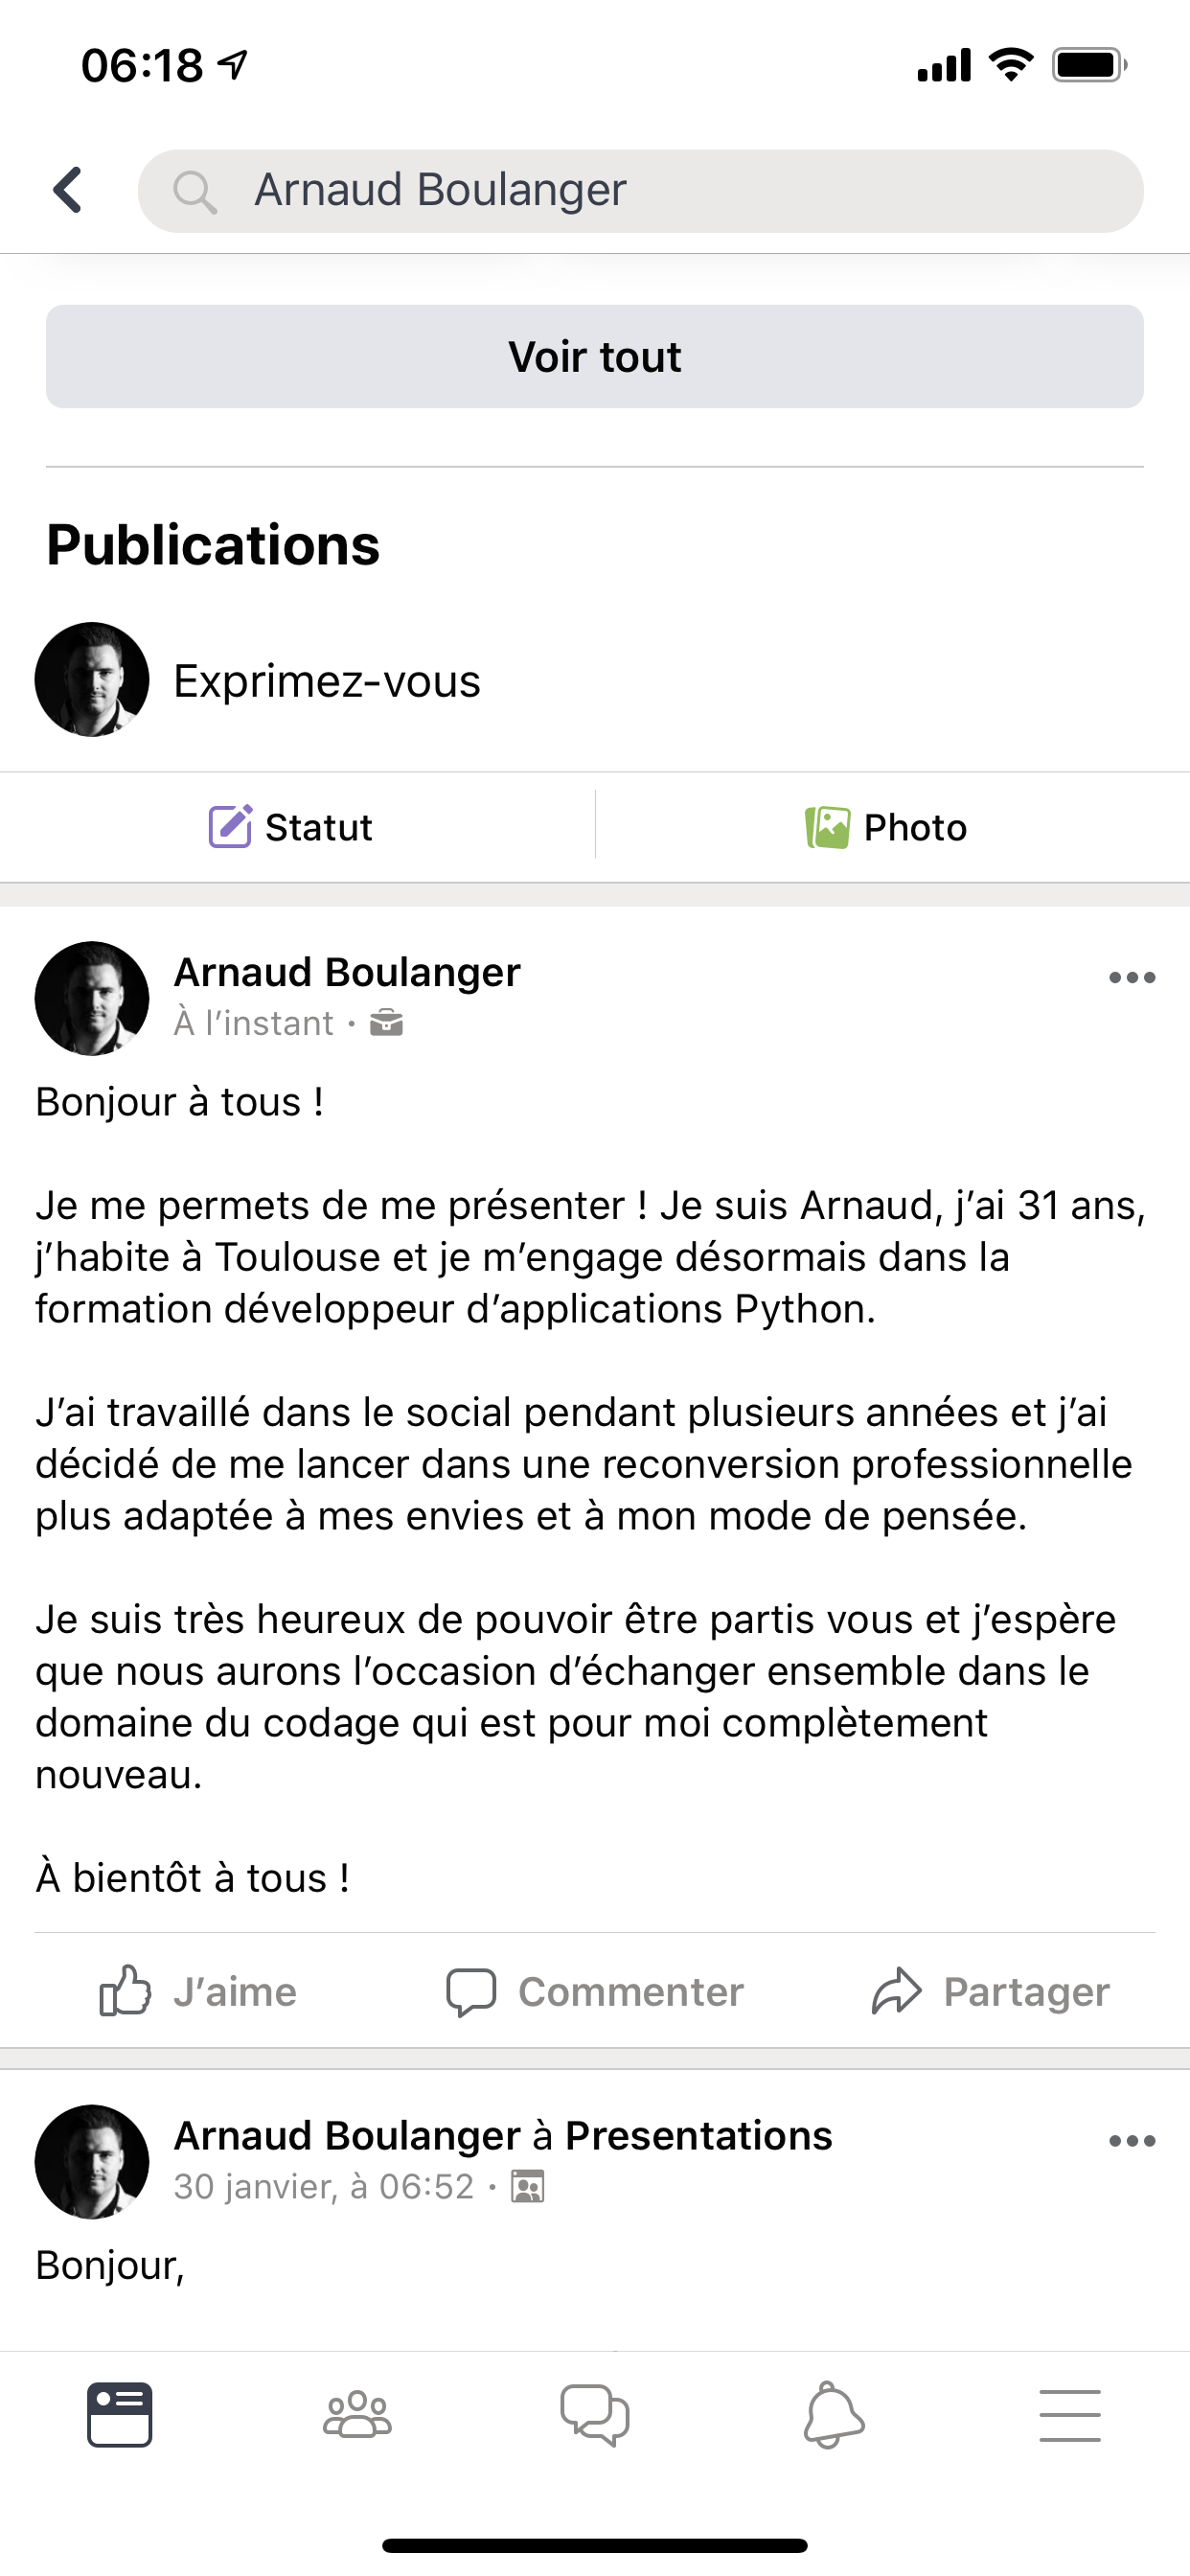 06:18
Arnaud Boulanger
Voir tout
Publications
Exprimez-vous
Statut
Photo
Arnaud Boulanger
À l’instant •
Bonjour à tous !
Je me permets de me présenter ! Je suis Arnaud, j’ai 31 ans,
j’habite à Toulouse et je m’engage désormais dans la
formation développeur d’applications Python.
J’ai travaillé dans le social pendant plusieurs années et j’ai
décidé de me lancer dans une reconversion professionnelle
plus adaptée à mes envies et à mon mode de pensée.
Je suis très heureux de pouvoir être partis vous et j’espère
que nous aurons l’occasion d’échanger ensemble dans le
domaine du codage qui est pour moi complètement
nouveau.
À bientôt à tous !
J’aime
Commenter
Partager
Arnaud Boulanger à Presentations
30 janvier, à 06:52 •
Bonjour,